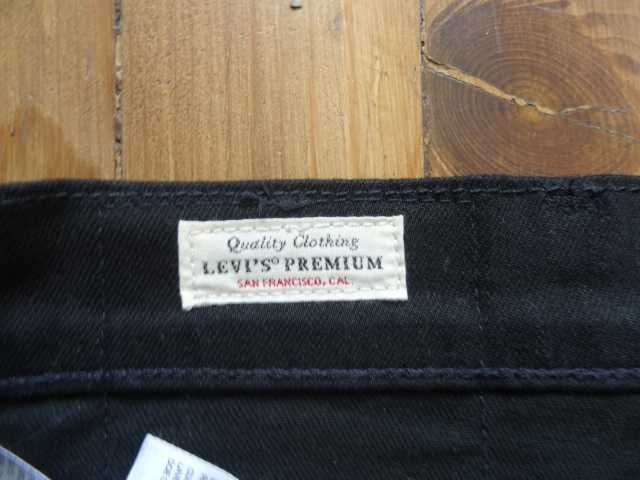 Quality Clothing
LEVI'S® PREMIUM
SAN FRANCISCO, CAL.